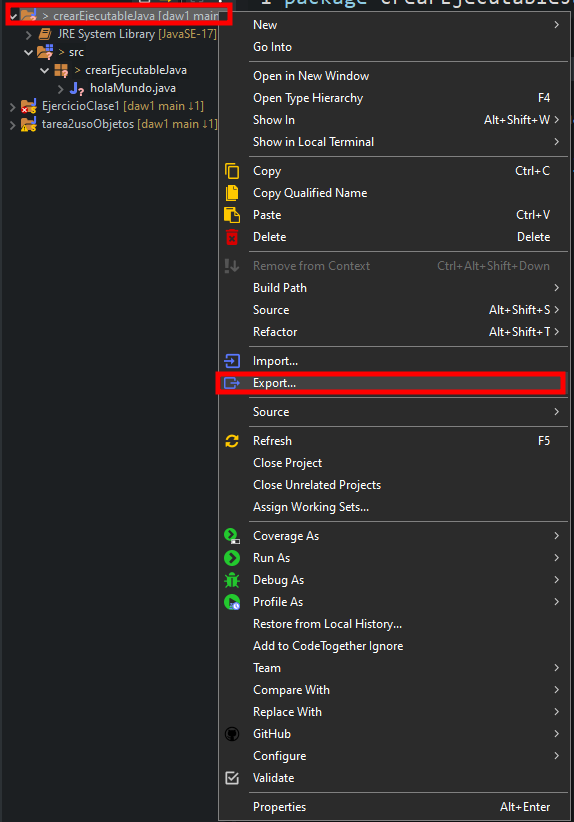 1 package crearEjecutableJ
> crearEjecutableJava [daw1 main
JRE System Library [JavaSE-17]
> src
> crearEjecutableJava
holaMundo.java
EjercicioClase1 [daw1 main ↓1]
tarea2usoObjetos [daw1 main ↓1]
New
Go Into
Open in New Window
Open Type Hierarchy F4
Show In Alt+Shift+W
Show in Local Terminal
Copy Ctrl+C
Copy Qualified Name
Paste Ctrl+V
Delete Delete
Remove from Context Ctrl+Alt+Shift+Down
Build Path
Source Alt+Shift+S
Refactor Alt+Shift+T
Import...
Export...
Source
Refresh F5
Close Project
Close Unrelated Projects
Assign Working Sets...
Coverage As
Run As
Debug As
Profile As
Restore from Local History...
Add to CodeTogether Ignore
Team
Compare With
Replace With
GitHub
Configure
Validate
Properties Alt+Enter